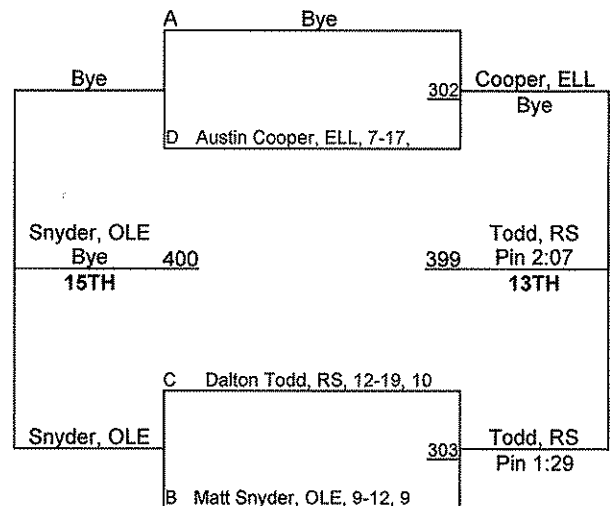 A Bye
Bye
302
Cooper, ELL
Bye
D Austin Cooper, ELL, 7-17,
Snyder, OLE
Bye
400
15TH
Todd, RS
399
Pin 2:07
13TH
C Dalton Todd, RS, 12-19, 10
Snyder, OLE
303
Todd, RS
Pin 1:29
B Matt Snyder, OLE, 9-12, 9